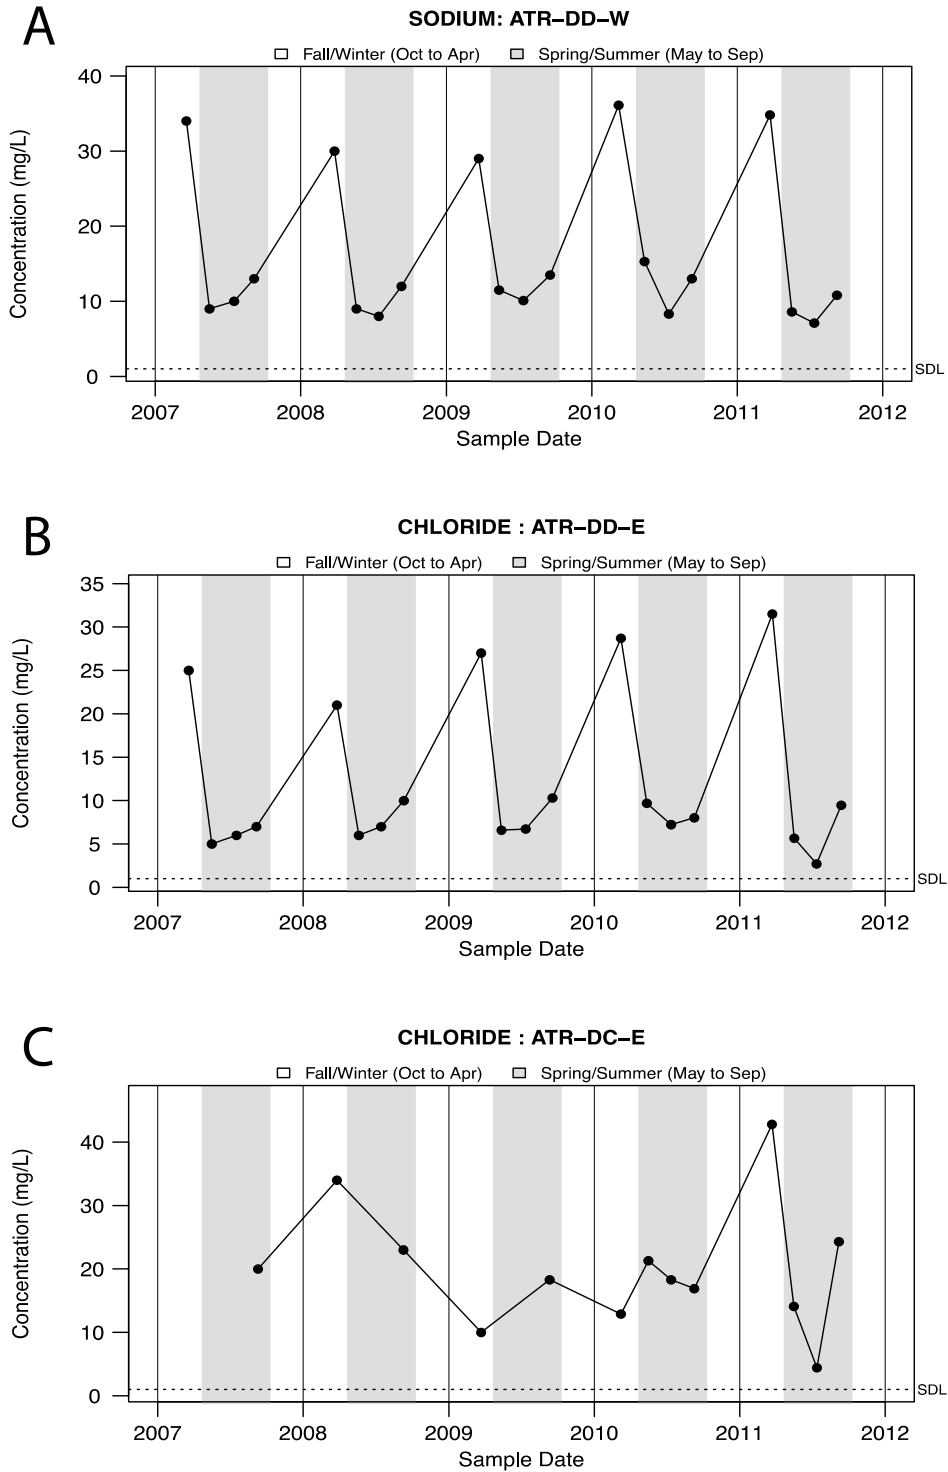 A
SODIUM: ATR–DD–W
Fall/Winter (Oct to Apr) Spring/Summer (May to Sep)
Concentration (mg/L)
40
30
20
10
0
SDL
2007 2008 2009 2010 2011 2012
Sample Date
B
CHLORIDE : ATR–DD–E
Fall/Winter (Oct to Apr) Spring/Summer (May to Sep)
Concentration (mg/L)
35
30
25
20
15
10
5
0
SDL
2007 2008 2009 2010 2011 2012
Sample Date
C
CHLORIDE : ATR–DC–E
Fall/Winter (Oct to Apr) Spring/Summer (May to Sep)
Concentration (mg/L)
40
30
20
10
0
SDL
2007 2008 2009 2010 2011 2012
Sample Date